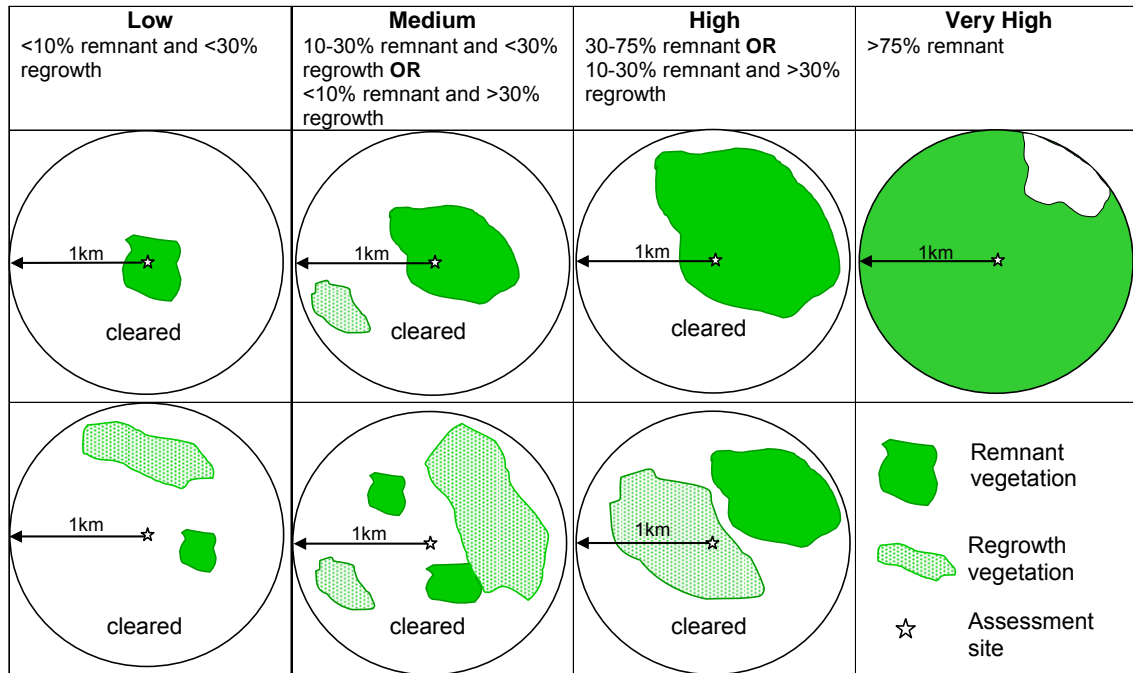 Low
<10% remnant and <30%
regrowth
Medium
10-30% remnant and <30%
regrowth OR
<10% remnant and >30%
regrowth
High
30-75% remnant OR
10-30% remnant and >30%
regrowth
Very High
>75% remnant
1km
cleared
1km
cleared
1km
cleared
1km
1km
cleared
1km
cleared
1km
cleared
Remnant
vegetation
Regrowth
vegetation
Assessment
site